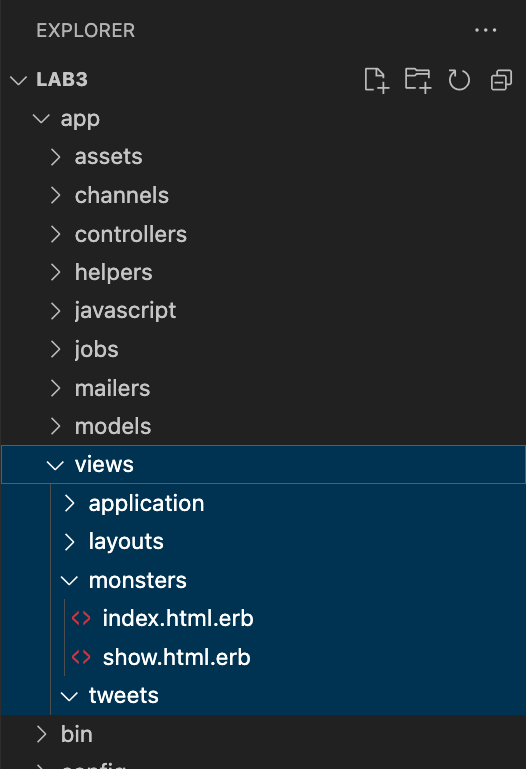 EXPLORER
LAB3
app
assets
channels
controllers
helpers
javascript
jobs
mailers
models
views
application
layouts
monsters
index.html.erb
show.html.erb
tweets
bin
config